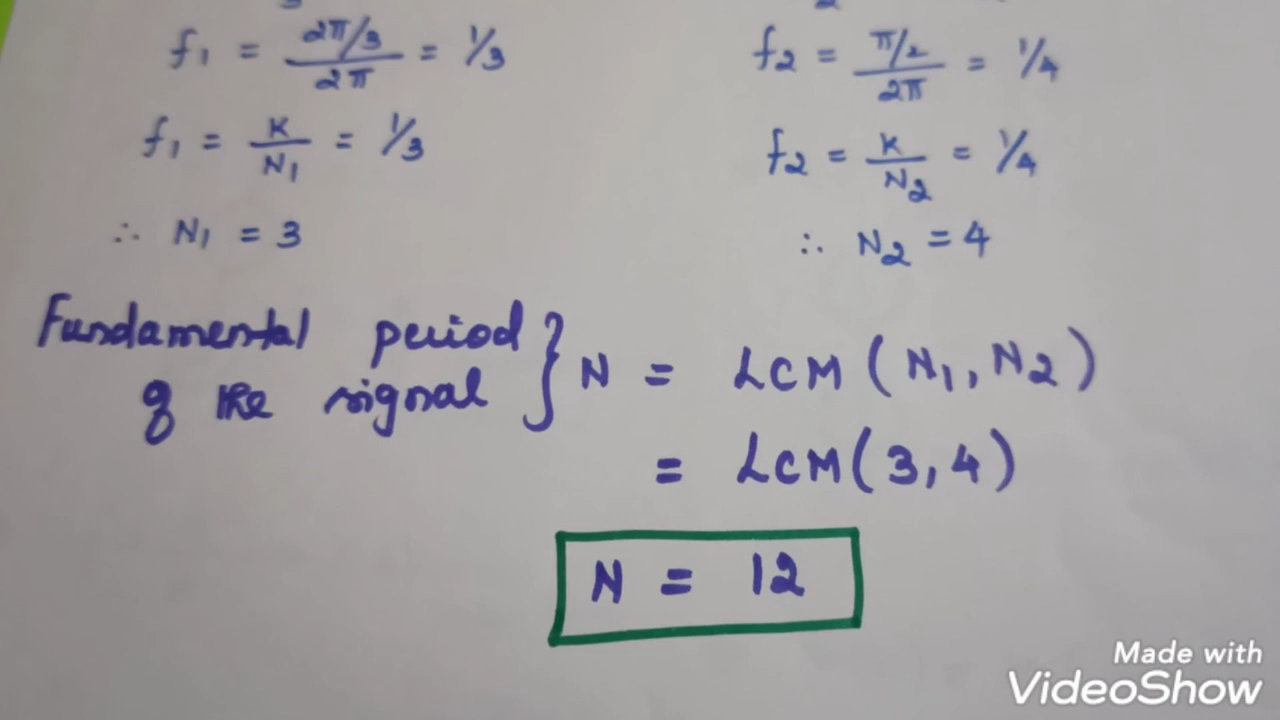 f₁ = 2π/3 / 2π = 1/3
f₂ = π/2 / 2π = 1/4
f₁ = K/N₁ = 1/3
f₂ = K/N₂ = 1/4
∴ N₁ = 3
∴ N₂ = 4
Fundamental period
of the signal } N = LCM (N₁, N₂)
= LCM (3, 4)
N = 12
Made with
VideoShow